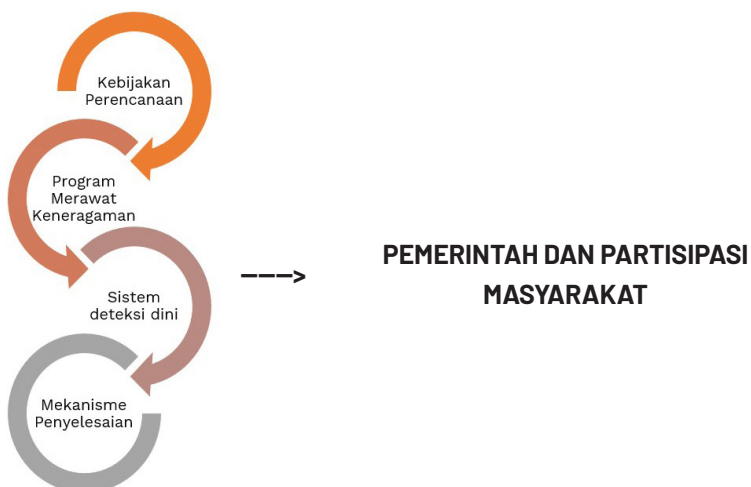 Kebijakan
Perencanaan
Program
Merawat
Keneragaman
Sistem
deteksi dini
Mekanisme
Penyelesaian
PEMERINTAH DAN PARTISIPASI
MASYARAKAT